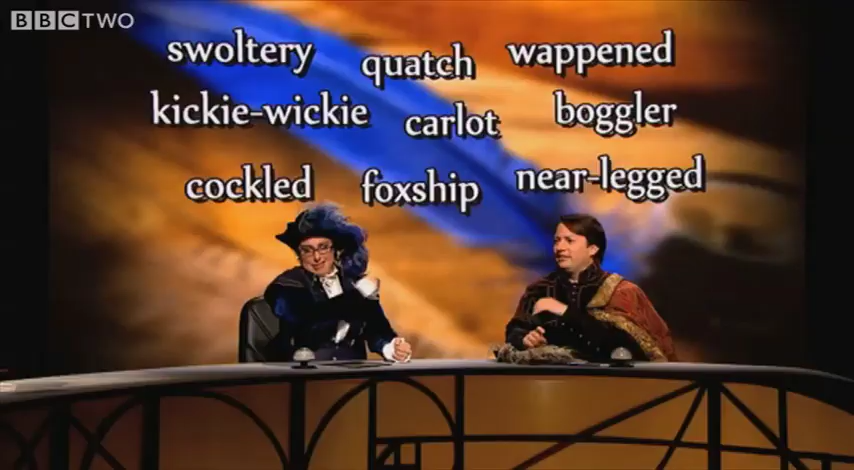 BBC TWO
swoltery quatch wappened
kickie-wickie carlot boggler
cockled foxship near-legged